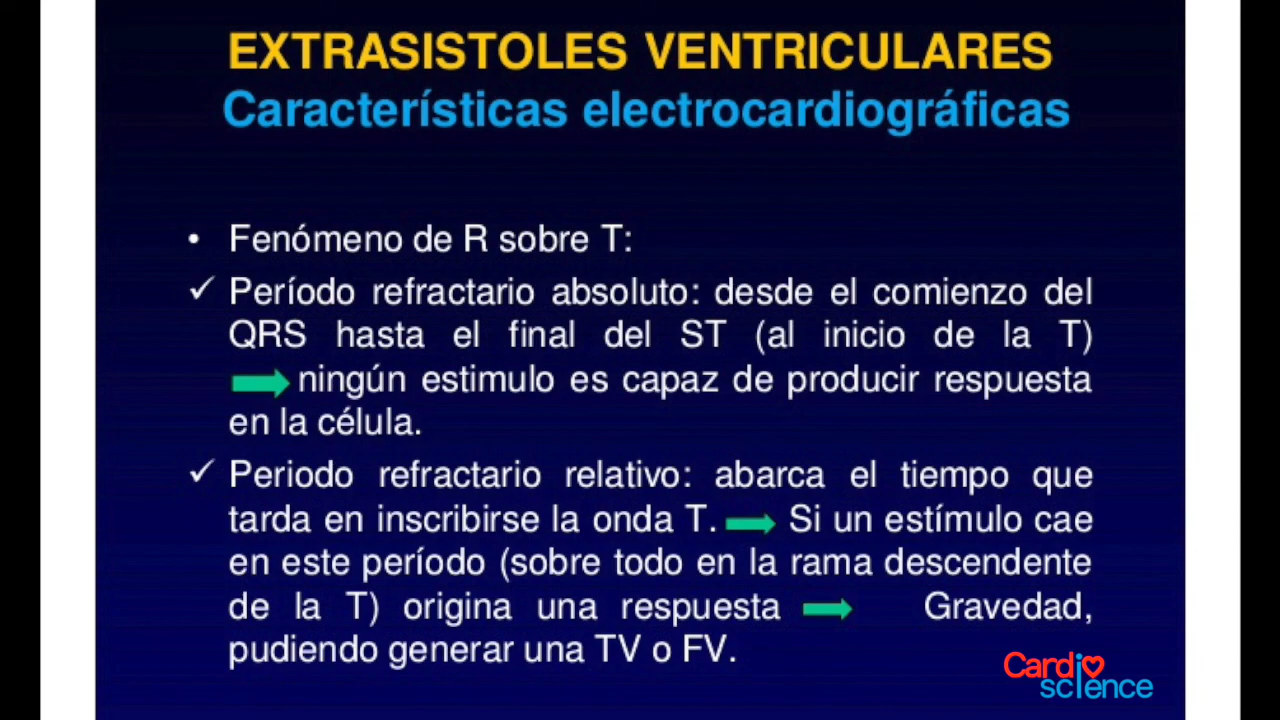 EXTRASISTOLES VENTRICULARES
Características electrocardiográficas
• Fenómeno de R sobre T:
✓ Período refractario absoluto: desde el comienzo del
QRS hasta el final del ST (al inicio de la T)
ningún estimulo es capaz de producir respuesta
en la célula.
✓ Periodo refractario relativo: abarca el tiempo que
tarda en inscribirse la onda T. Si un estímulo cae
en este período (sobre todo en la rama descendente
de la T) origina una respuesta Gravedad,
pudiendo generar una TV o FV.
Cardio
science